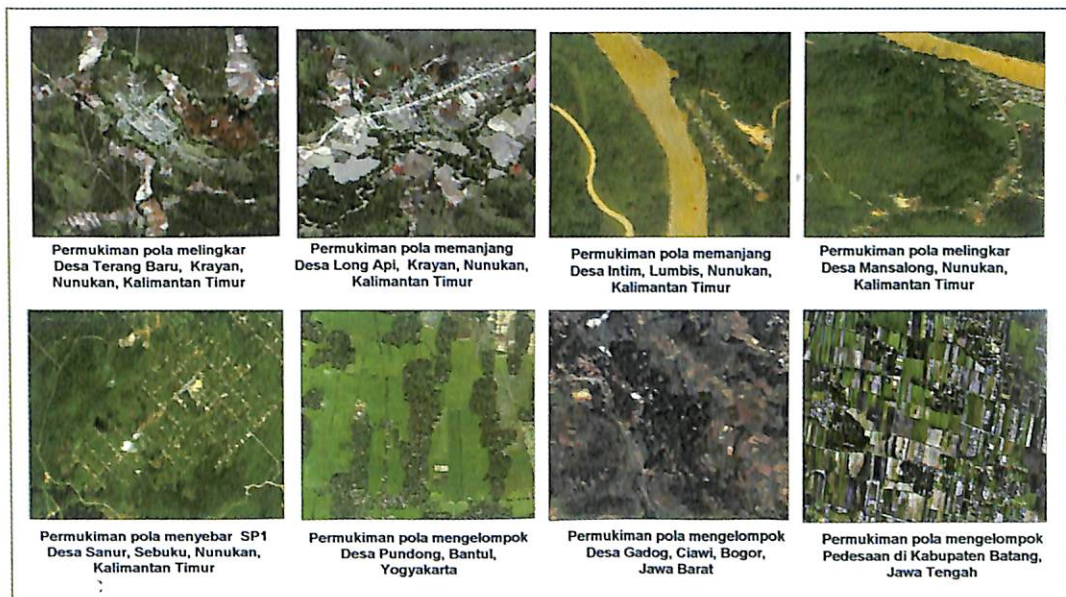 Permukiman pola melingkar
Desa Terang Baru, Krayan,
Nunukan, Kalimantan Timur
Permukiman pola memanjang
Desa Long Api, Krayan, Nunukan,
Kalimantan Timur
Permukiman pola memanjang
Desa Intim, Lumbis, Nunukan,
Kalimantan Timur
Permukiman pola melingkar
Desa Mansalong, Nunukan,
Kalimantan Timur
Permukiman pola menyebar SP1
Desa Sanur, Sebuku, Nunukan,
Kalimantan Timur
Permukiman pola mengelompok
Desa Pundong, Bantul,
Yogyakarta
Permukiman pola mengelompok
Desa Gadog, Ciawi, Bogor,
Jawa Barat
Permukiman pola mengelompok
Pedesaan di Kabupaten Batang,
Jawa Tengah